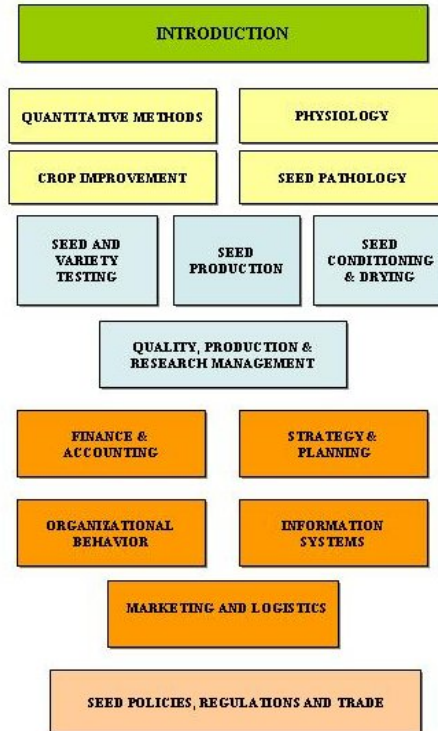 INTRODUCTION
QUANTITATIVE METHODS
PHYSIOLOGY
CROP IMPROVEMENT
SEED PATHOLOGY
SEED AND
VARIETY
TESTING
SEED
PRODUCTION
SEED
CONDITIONING
& DRYING
QUALITY, PRODUCTION &
RESEARCH MANAGEMENT
FINANCE &
ACCOUNTING
STRATEGY &
PLANNING
ORGANIZATIONAL
BEHAVIOR
INFORMATION
SYSTEMS
MARKETING AND LOGISTICS
SEED POLICIES, REGULATIONS AND TRADE